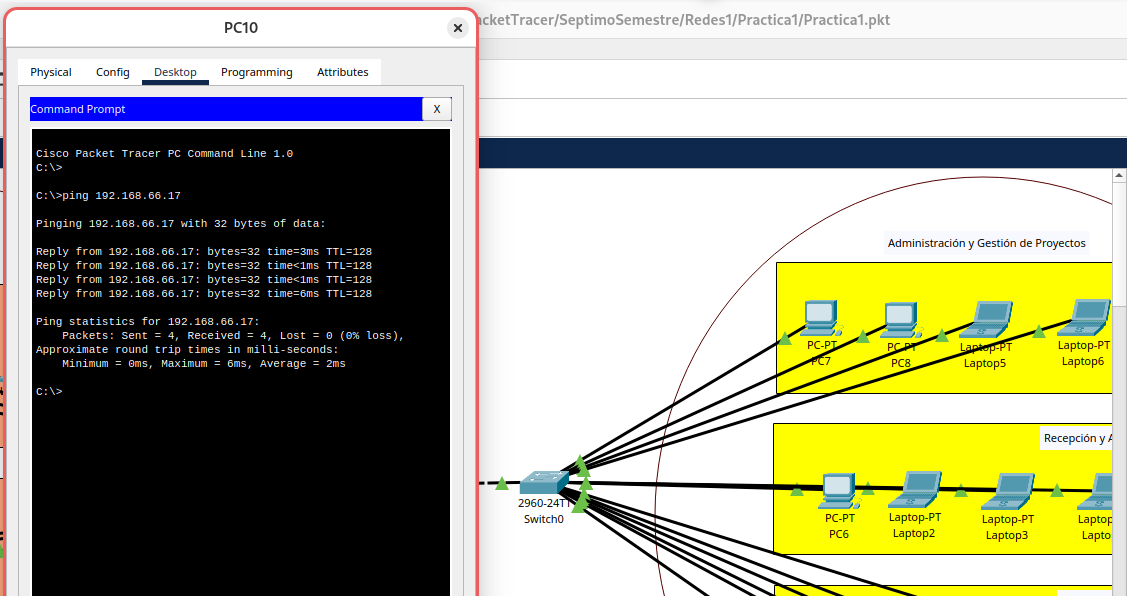 PC10
cketTracer/SeptimoSemestre/Redes1/Practica1/Practica1.pkt
Physical Config Desktop Programming Attributes
Command Prompt
X
Cisco Packet Tracer PC Command Line 1.0
C:\>
C:\>ping 192.168.66.17
Pinging 192.168.66.17 with 32 bytes of data:
Reply from 192.168.66.17: bytes=32 time=3ms TTL=128
Reply from 192.168.66.17: bytes=32 time<1ms TTL=128
Reply from 192.168.66.17: bytes=32 time<1ms TTL=128
Reply from 192.168.66.17: bytes=32 time=6ms TTL=128
Ping statistics for 192.168.66.17:
Packets: Sent = 4, Received = 4, Lost = 0 (0% loss),
Approximate round trip times in milli-seconds:
Minimum = 0ms, Maximum = 6ms, Average = 2ms
C:\>
Administración y Gestión de Proyectos
PC-PT
PC7
PC-PT
PC8
Laptop-PT
Laptop5
Laptop-PT
Laptop6
Recepción y A
2960-24TT
Switch0
PC-PT
PC6
Laptop-PT
Laptop2
Laptop-PT
Laptop3
Laptop
Lapto